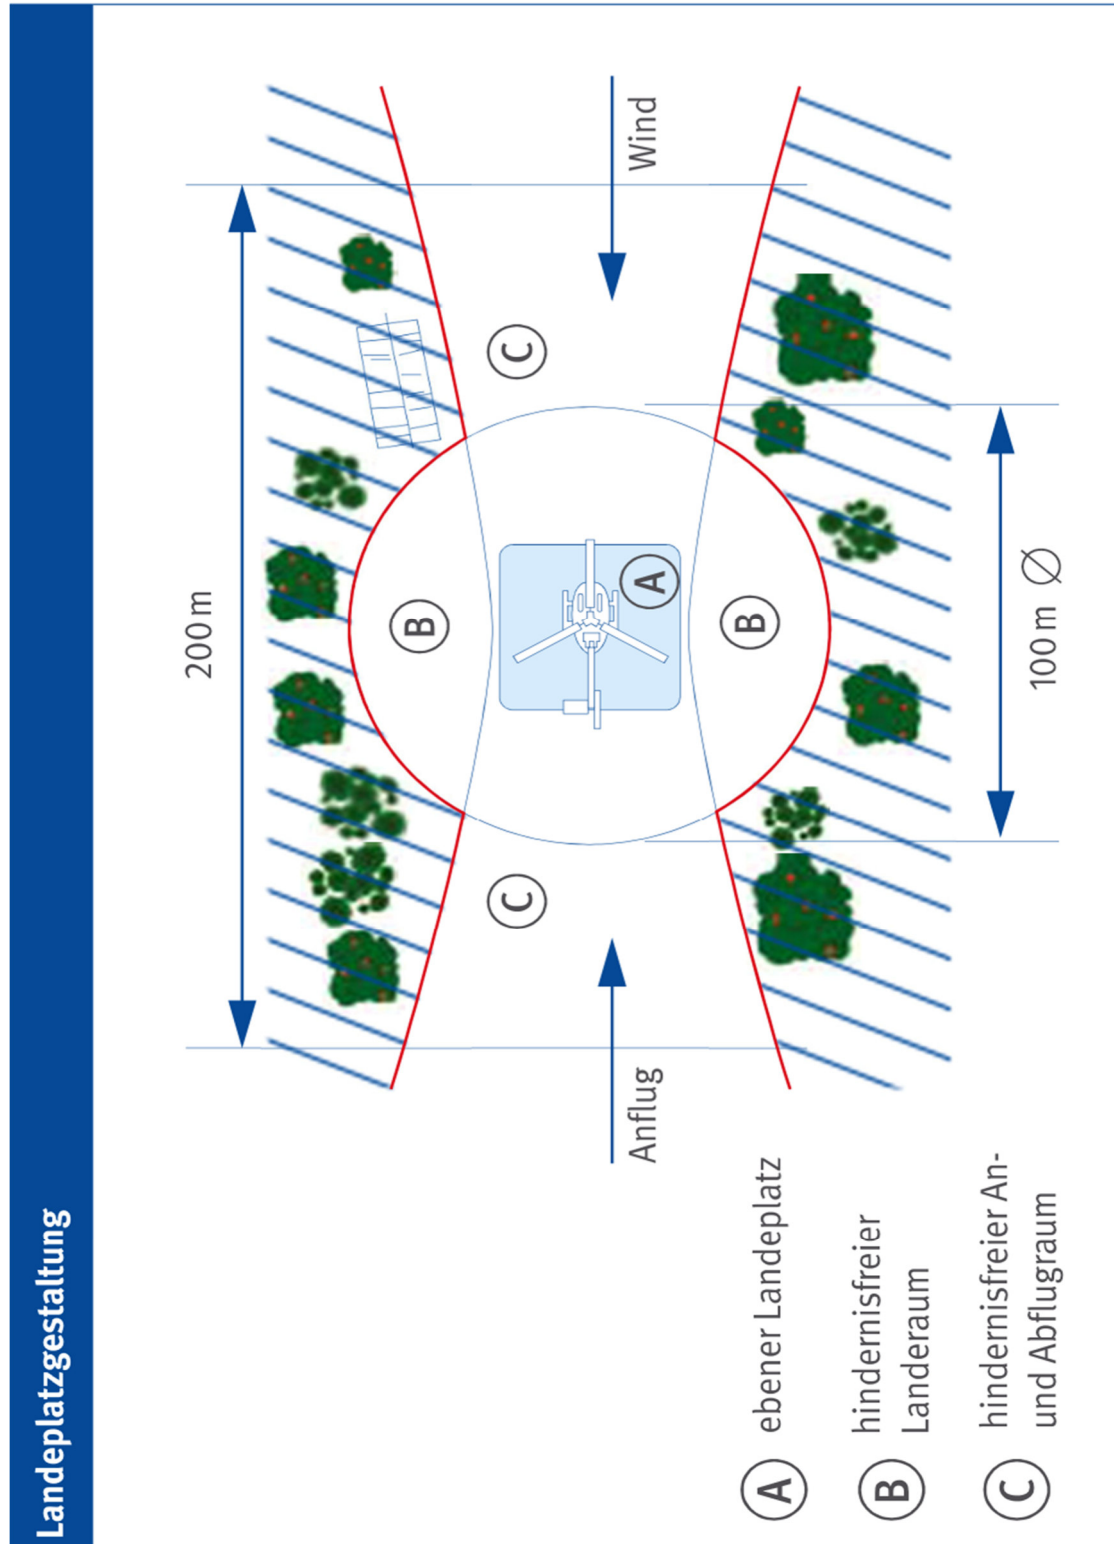 Landeplatzgestaltung
200 m
B
C
C
Anflug
A
Wind
B
100 m Ø
A ebener Landeplatz
B hindernisfreier
Landeraum
C hindernisfreier An-
und Abflugraum